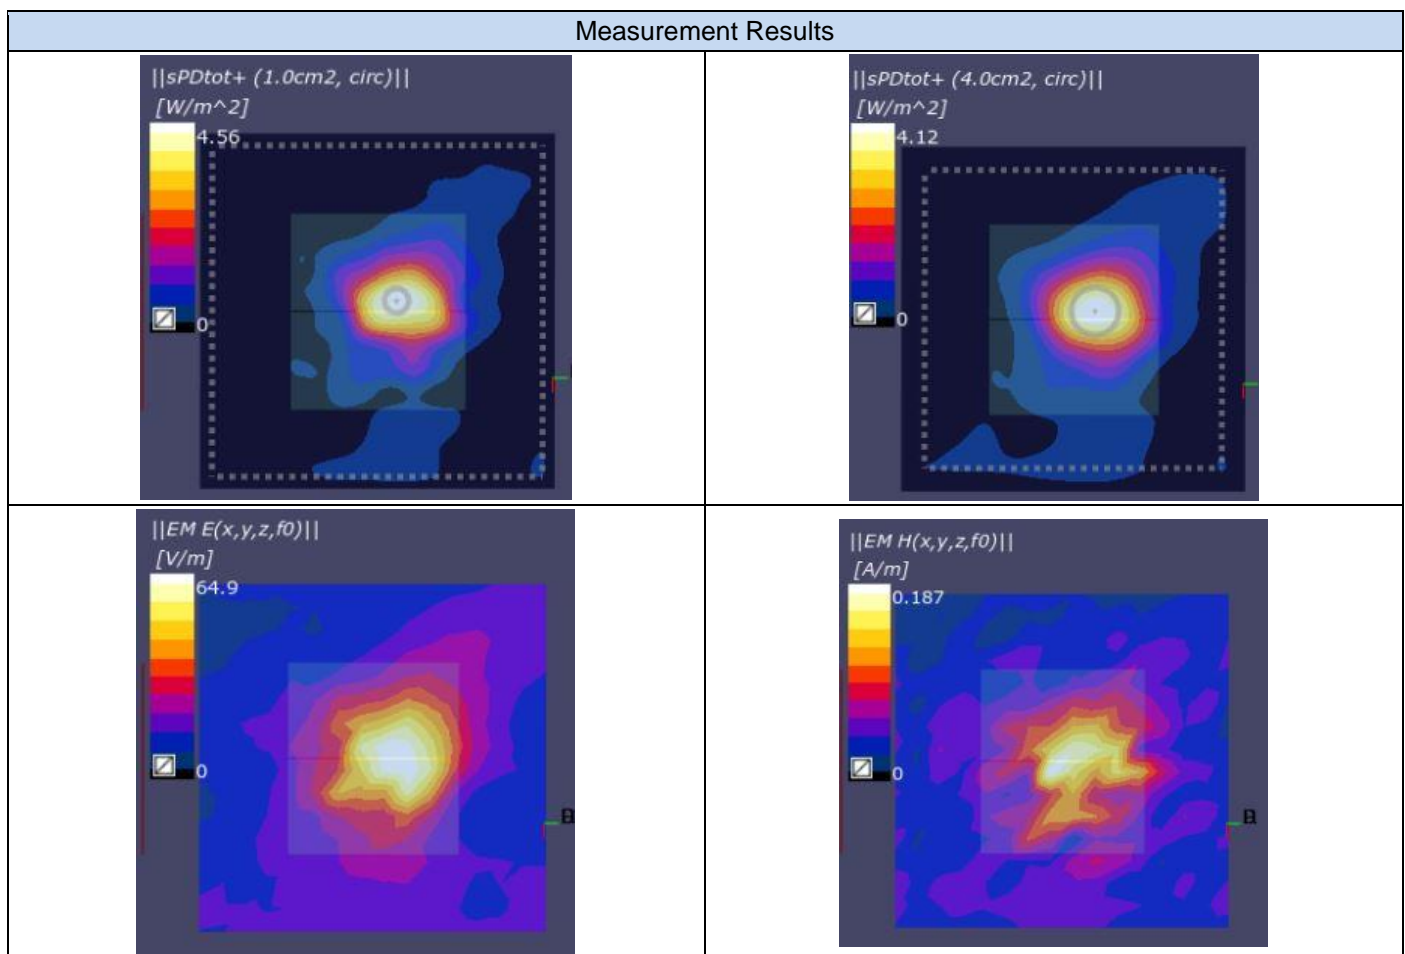 Measurement Results
||sPDtot+ (1.0cm2, circ)||
[W/m^2]
4.56
0
||sPDtot+ (4.0cm2, circ)||
[W/m^2]
4.12
0
||EM E(x,y,z,f0)||
[V/m]
64.9
0
||EM H(x,y,z,f0)||
[A/m]
0.187
0